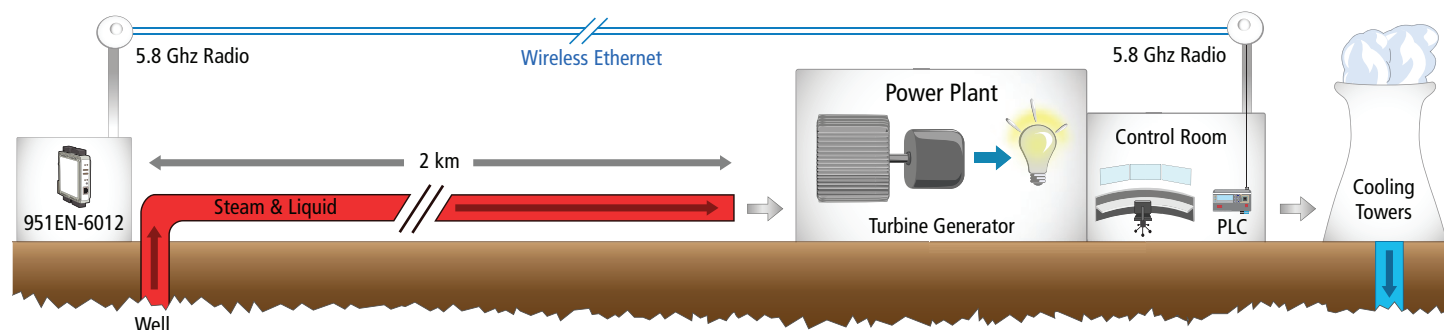 5.8 Ghz Radio
Wireless Ethernet
5.8 Ghz Radio
Power Plant
Control Room
2 km
Cooling
Towers
Steam & Liquid
951EN-6012
Turbine Generator
PLC
Well